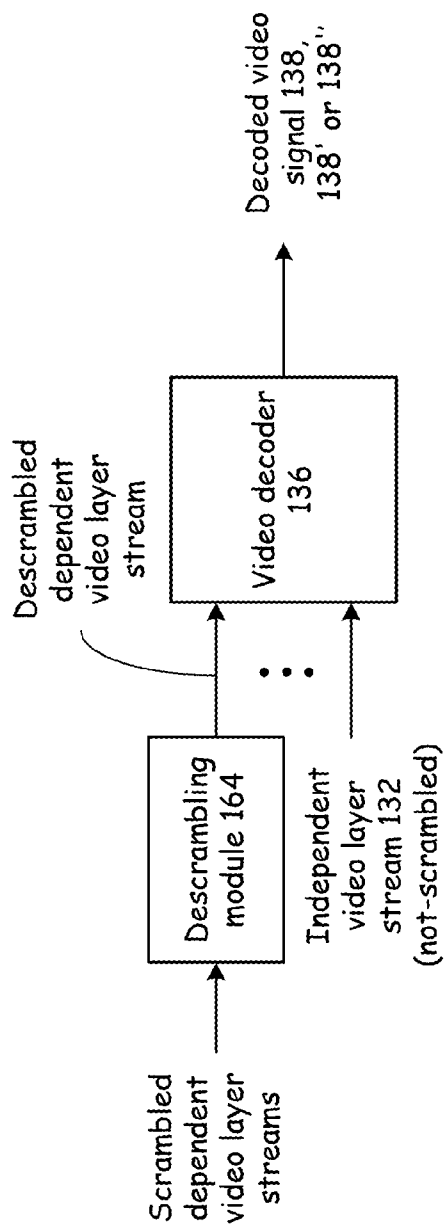 Scrambled
dependent
video layer
streams
Descrambling
module 164
Descrambled
dependent
video layer
stream
Independent
video layer
stream 132
(not-scrambled)
Video decoder
136
Decoded video
signal 138,
138' or 138"